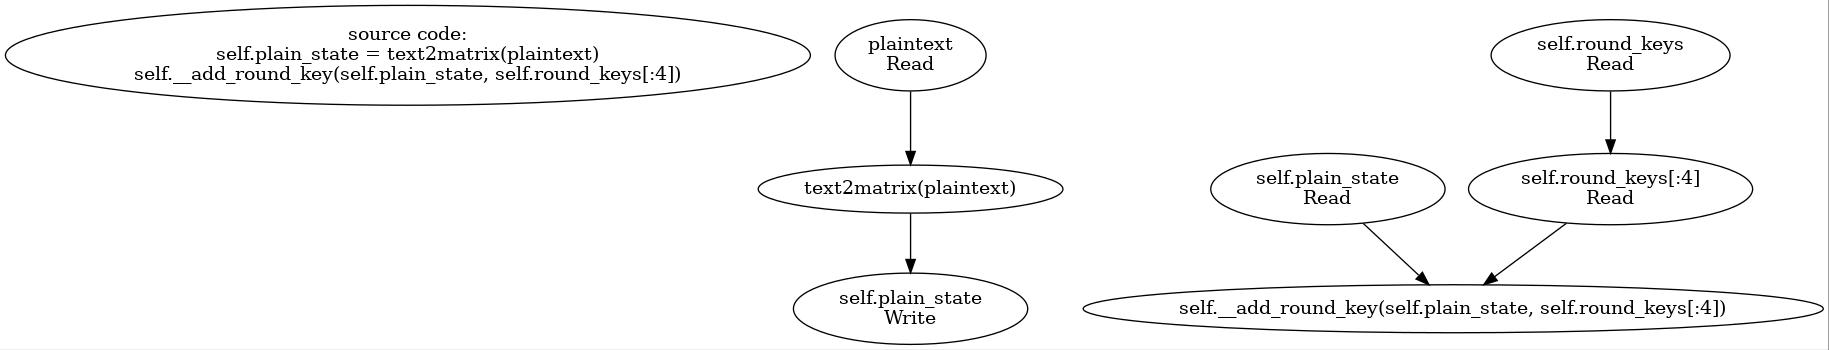 source code:
self.plain_state = text2matrix(plaintext)
self.__add_round_key(self.plain_state, self.round_keys[:4])
plaintext
Read
text2matrix(plaintext)
self.plain_state
Write
self.round_keys
Read
self.plain_state
Read
self.round_keys[:4]
Read
self.__add_round_key(self.plain_state, self.round_keys[:4])